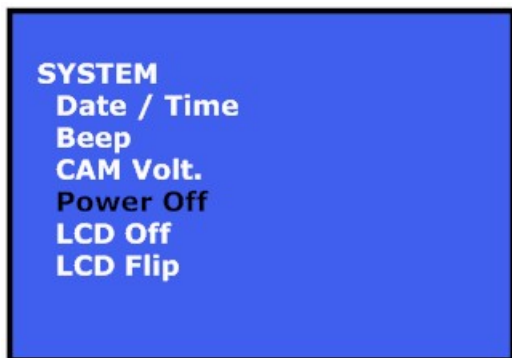 SYSTEM
Date / Time
Beep
CAM Volt.
Power Off
LCD Off
LCD Flip